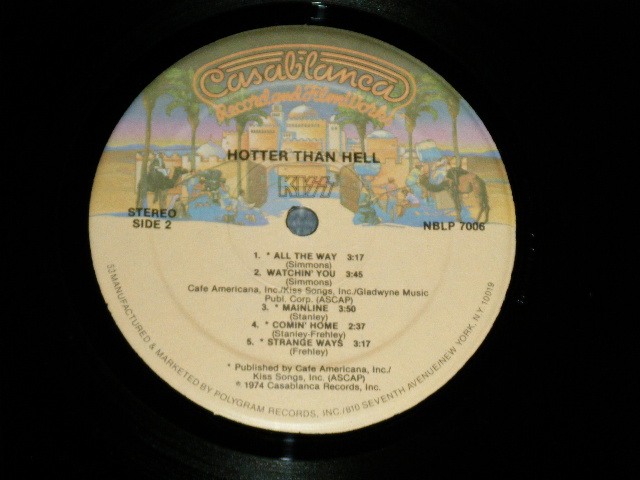 Casablanca
Record and FilmWorks
HOTTER THAN HELL
KISS
STEREO
SIDE 2
NBLP 7006
1. * ALL THE WAY 3:17
(Simmons)
2. WATCHIN' YOU 3:45
(Simmons)
Cafe Americana, Inc./Kiss Songs, Inc./Gladwyne Music
Publ. Corp. (ASCAP)
3. * MAINLINE 3:50
(Stanley)
4. * COMIN' HOME 2:37
(Stanley-Frehley)
5. * STRANGE WAYS 3:17
(Frehley)
* Published by Cafe Americana, Inc./
Kiss Songs, Inc. (ASCAP)
℗ 1974 Casablanca Records, Inc.
53 MANUFACTURED & MARKETED BY POLYGRAM RECORDS, INC./810 SEVENTH AVENUE/NEW YORK, NY 10019